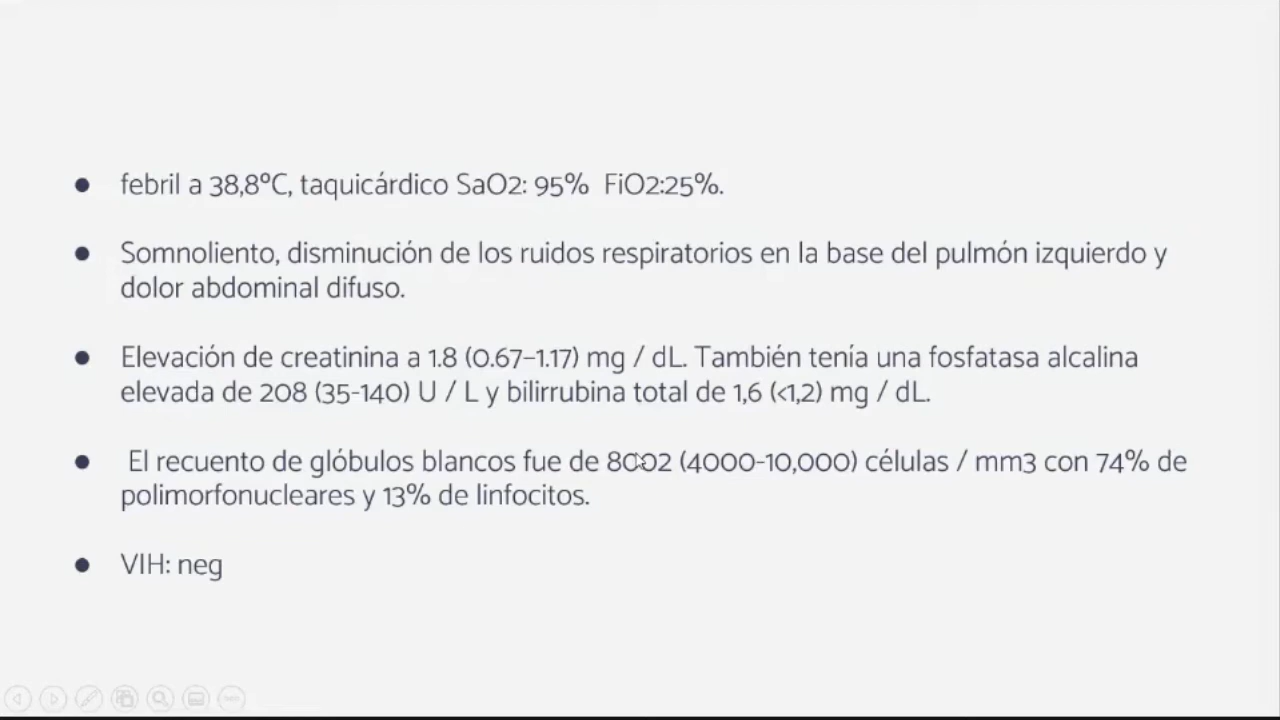 ● febril a 38,8ºC, taquicárdico SaO2: 95% FiO2:25%.
● Somnoliento, disminución de los ruidos respiratorios en la base del pulmón izquierdo y
dolor abdominal difuso.
● Elevación de creatinina a 1.8 (0.67–1.17) mg / dL. También tenía una fosfatasa alcalina
elevada de 208 (35-140) U / L y bilirrubina total de 1,6 (<1,2) mg / dL.
● El recuento de glóbulos blancos fue de 8002 (4000-10,000) células / mm3 con 74% de
polimorfonucleares y 13% de linfocitos.
● VIH: neg